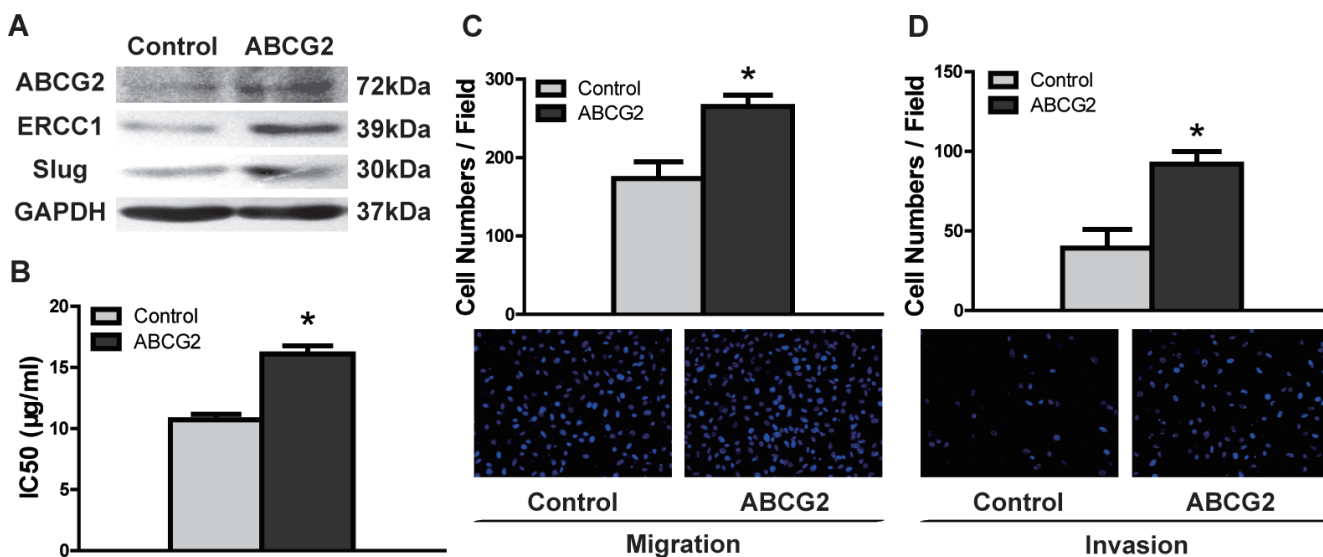 A
Control ABCG2
ABCG2 72kDa
ERCC1 39kDa
Slug 30kDa
GAPDH 37kDa
B
IC50 (μg/ml)
20
15
10
5
0
Control
ABCG2
*
C
Cell Numbers / Field
300
200
100
0
Control
ABCG2
*
Control ABCG2
Migration
D
Cell Numbers / Field
150
100
50
0
Control
ABCG2
*
Control ABCG2
Invasion